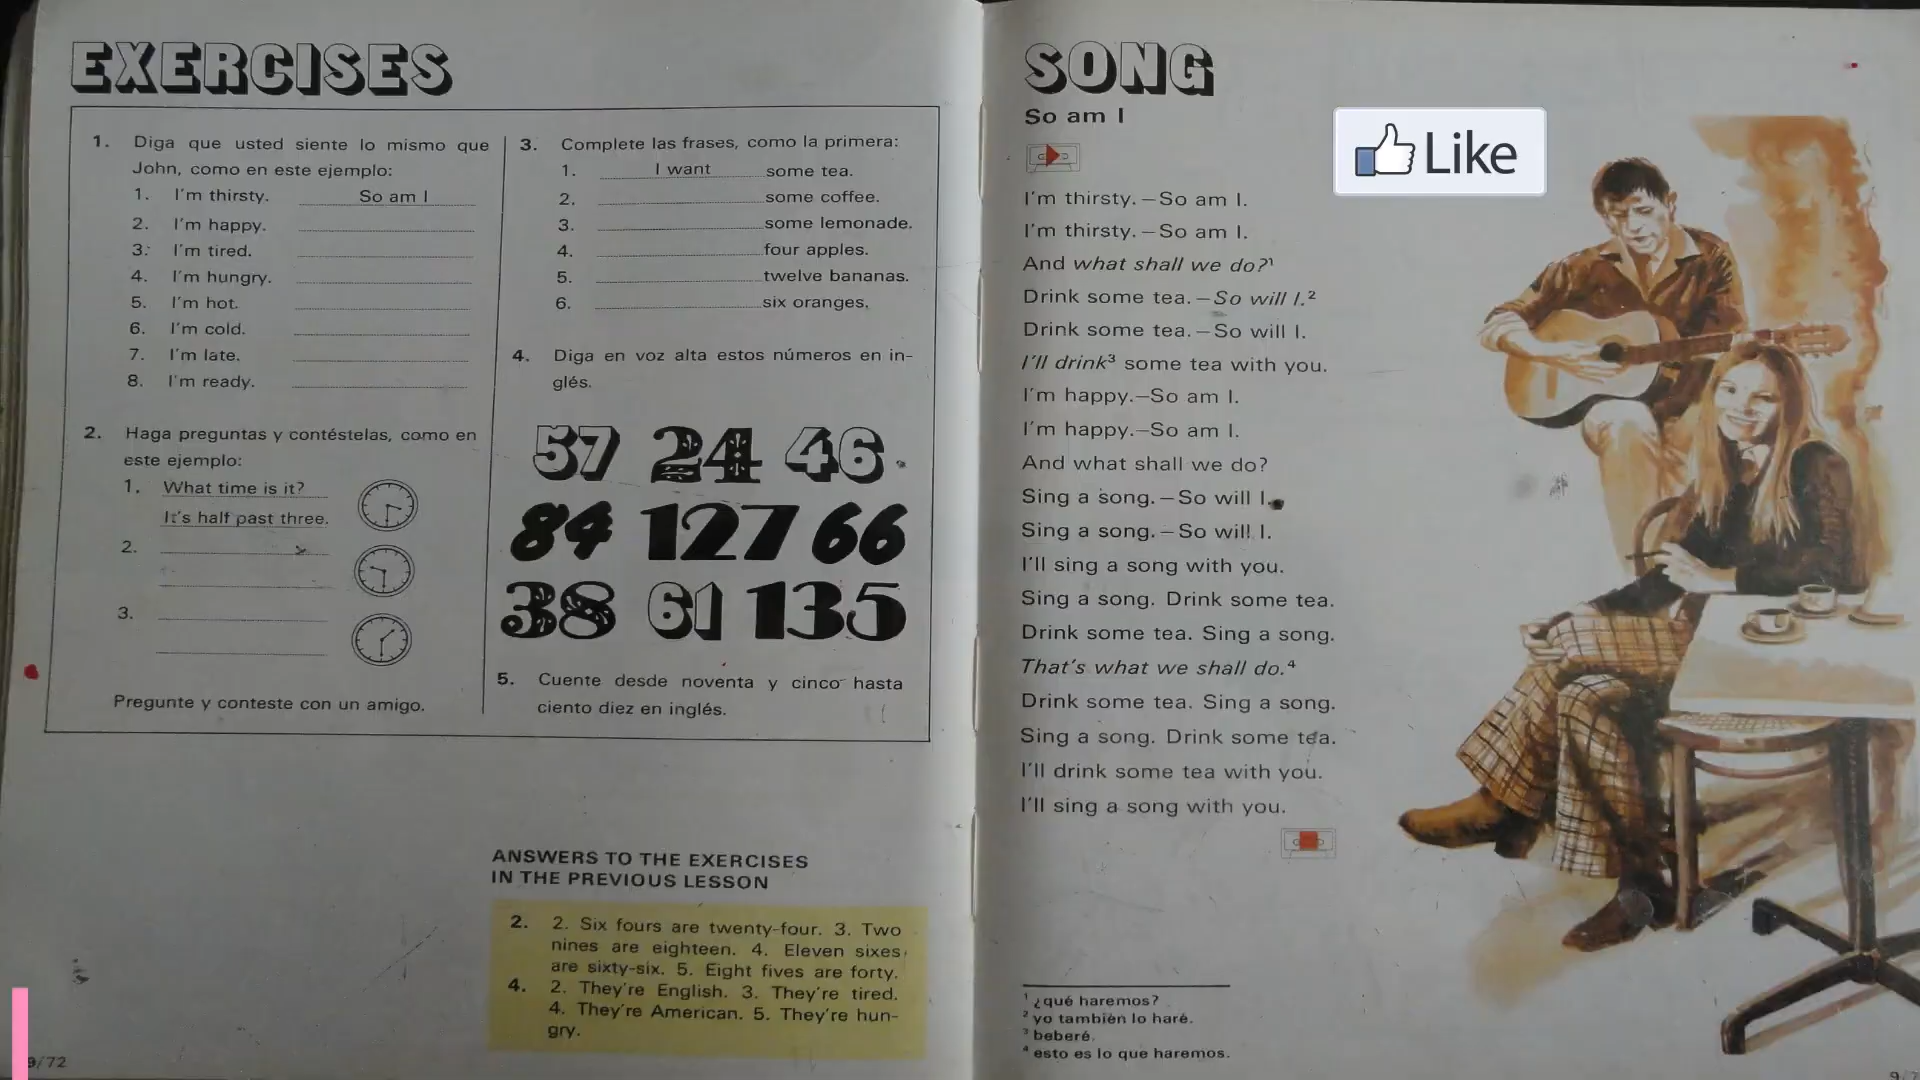 EXERCISES
1. Diga que usted siente lo mismo que
John, como en este ejemplo:
1. I'm thirsty. So am I
2. I'm happy.
3. I'm tired.
4. I'm hungry.
5. I'm hot.
6. I'm cold.
7. I'm late.
8. I'm ready.
2. Haga preguntas y contéstelas, como en
este ejemplo:
1. What time is it?
It's half past three.
2.
3.
Pregunte y conteste con un amigo.
3. Complete las frases, como la primera:
1. I want some tea.
2. some coffee.
3. some lemonade.
4. four apples.
5. twelve bananas.
6. six oranges.
4. Diga en voz alta estos números en in-
glés.
57 24 46
84 127 66
38 61 135
5. Cuente desde noventa y cinco hasta
ciento diez en inglés.
ANSWERS TO THE EXERCISES
IN THE PREVIOUS LESSON
2. 2. Six fours are twenty-four. 3. Two
nines are eighteen. 4. Eleven sixes
are sixty-six. 5. Eight fives are forty.
4. 2. They're English. 3. They're tired.
4. They're American. 5. They're hun-
gry.
9/72
SONG
So am I
Like
I'm thirsty. – So am I.
I'm thirsty. – So am I.
And what shall we do?¹
Drink some tea. – So will I.²
Drink some tea. – So will I.
I'll drink³ some tea with you.
I'm happy.–So am I.
I'm happy.–So am I.
And what shall we do?
Sing a song. – So will I.
Sing a song. – So will I.
I'll sing a song with you.
Sing a song. Drink some tea.
Drink some tea. Sing a song.
That's what we shall do.⁴
Drink some tea. Sing a song.
Sing a song. Drink some tea.
I'll drink some tea with you.
I'll sing a song with you.
¹ ¿qué haremos?
² yo también lo haré.
³ beberé.
⁴ esto es lo que haremos.